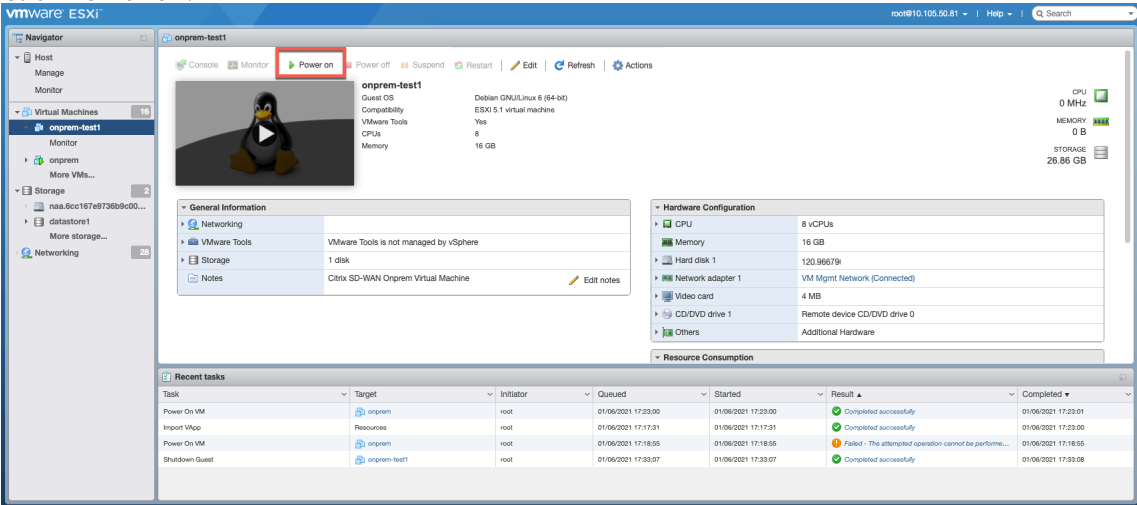 vmware ESXi™
root@10.105.50.81 | Help | Search
Navigator
Host
Manage
Monitor
Virtual Machines 16
onprem-test1
Monitor
onprem
More VMs...
Storage 2
naa.6cc167e9736b9c00...
datastore1
More storage...
Networking 28
onprem-test1
Console Monitor Power on Power off Suspend Restart Edit Refresh Actions
onprem-test1
Guest OS Debian GNU/Linux 6 (64-bit)
Compatibility ESXi 5.1 virtual machine
VMware Tools Yes
CPUs 8
Memory 16 GB
CPU
0 MHz
MEMORY
0 B
STORAGE
26.86 GB
General Information
Networking
VMware Tools VMware Tools is not managed by vSphere
Storage 1 disk
Notes Citrix SD-WAN Onprem Virtual Machine Edit notes
Hardware Configuration
CPU 8 vCPUs
Memory 16 GB
Hard disk 1 120.96679
Network adapter 1 VM Mgmt Network (Connected)
Video card 4 MB
CD/DVD drive 1 Remote device CD/DVD drive 0
Others Additional Hardware
Resource Consumption
Recent tasks
Task Target Initiator Queued Started Result Completed
Power On VM onprem root 01/06/2021 17:23:00 01/06/2021 17:23:00 Completed successfully 01/06/2021 17:23:01
Import VApp Resources root 01/06/2021 17:17:31 01/06/2021 17:17:31 Completed successfully 01/06/2021 17:23:00
Power On VM onprem root 01/06/2021 17:18:55 01/06/2021 17:18:55 Failed - The attempted operation cannot be performe... 01/06/2021 17:18:55
Shutdown Guest onprem-test1 root 01/06/2021 17:33:07 01/06/2021 17:33:07 Completed successfully 01/06/2021 17:33:08